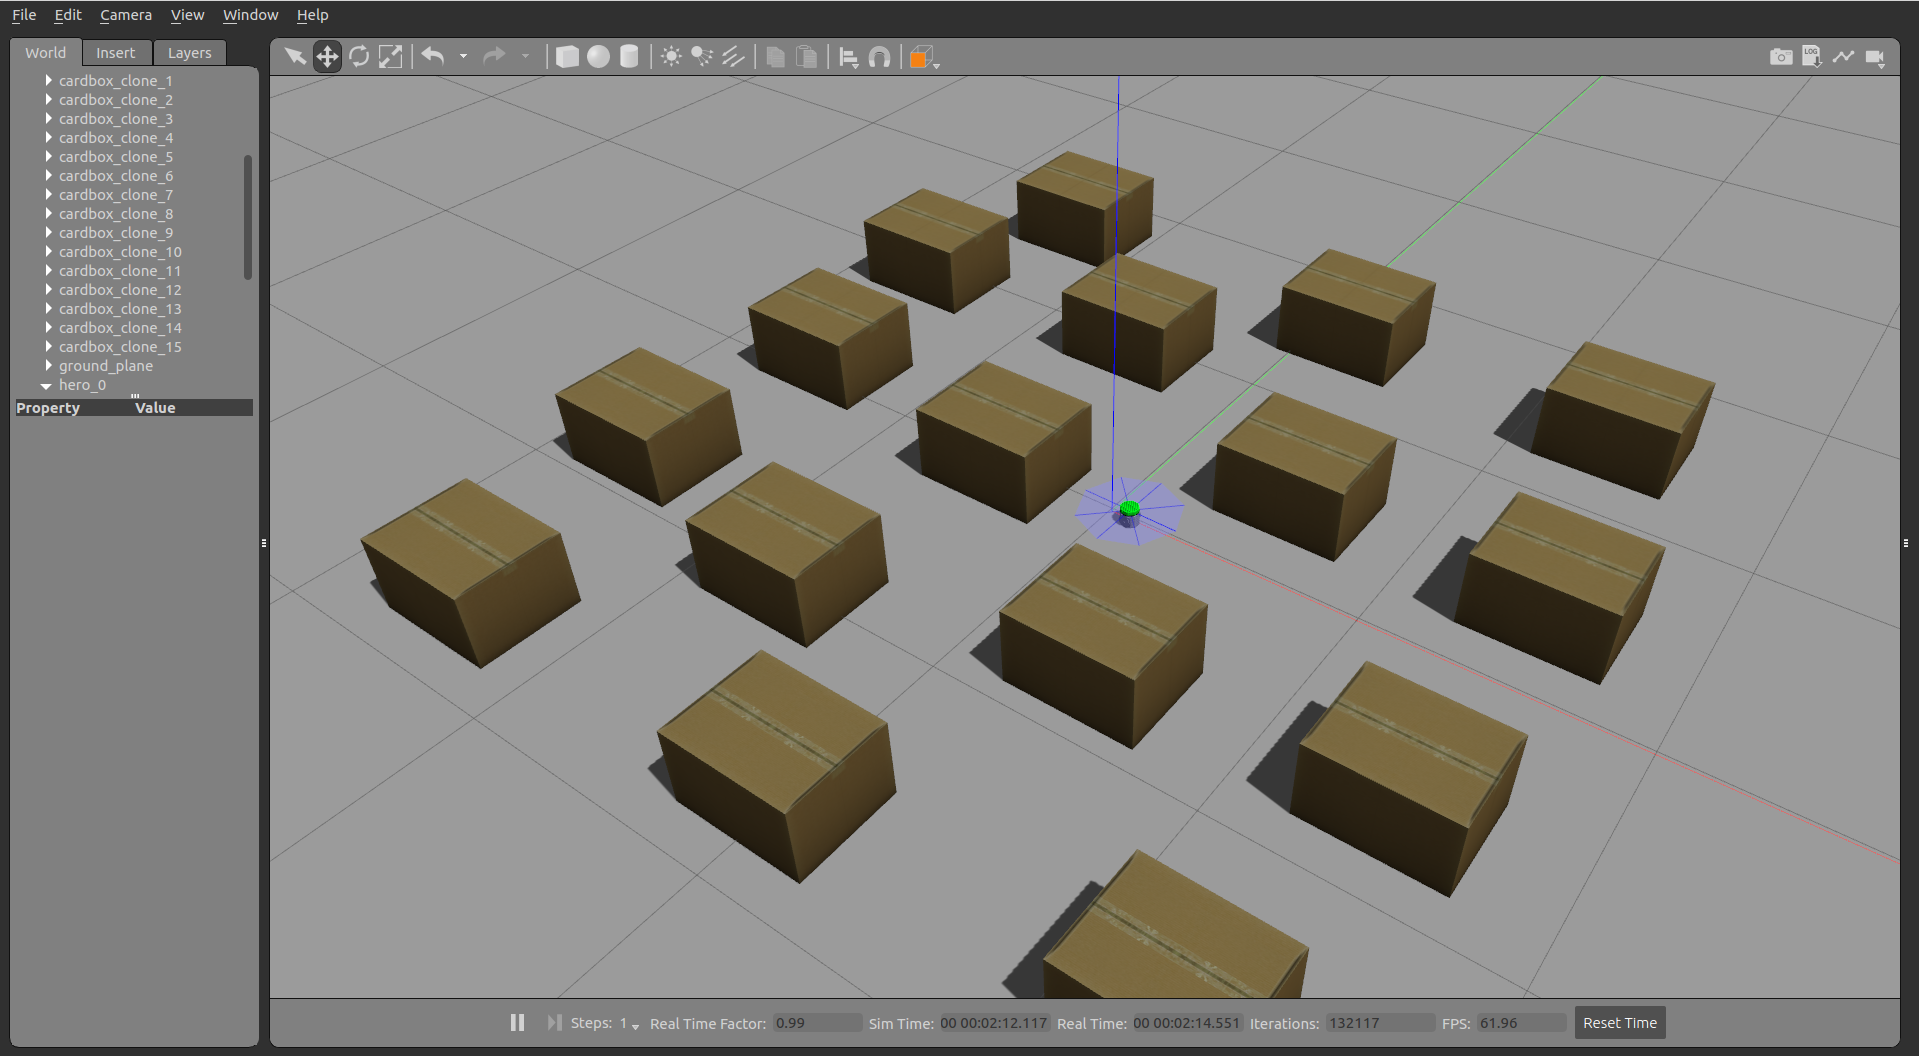 File Edit Camera View Window Help
World Insert Layers
cardbox_clone_1
cardbox_clone_2
cardbox_clone_3
cardbox_clone_4
cardbox_clone_5
cardbox_clone_6
cardbox_clone_7
cardbox_clone_8
cardbox_clone_9
cardbox_clone_10
cardbox_clone_11
cardbox_clone_12
cardbox_clone_13
cardbox_clone_14
cardbox_clone_15
ground_plane
hero_0
Property Value
LOG
Steps: 1 Real Time Factor: 0.99 Sim Time: 00 00:02:12.117 Real Time: 00 00:02:14.551 Iterations: 132117 FPS: 61.96 Reset Time